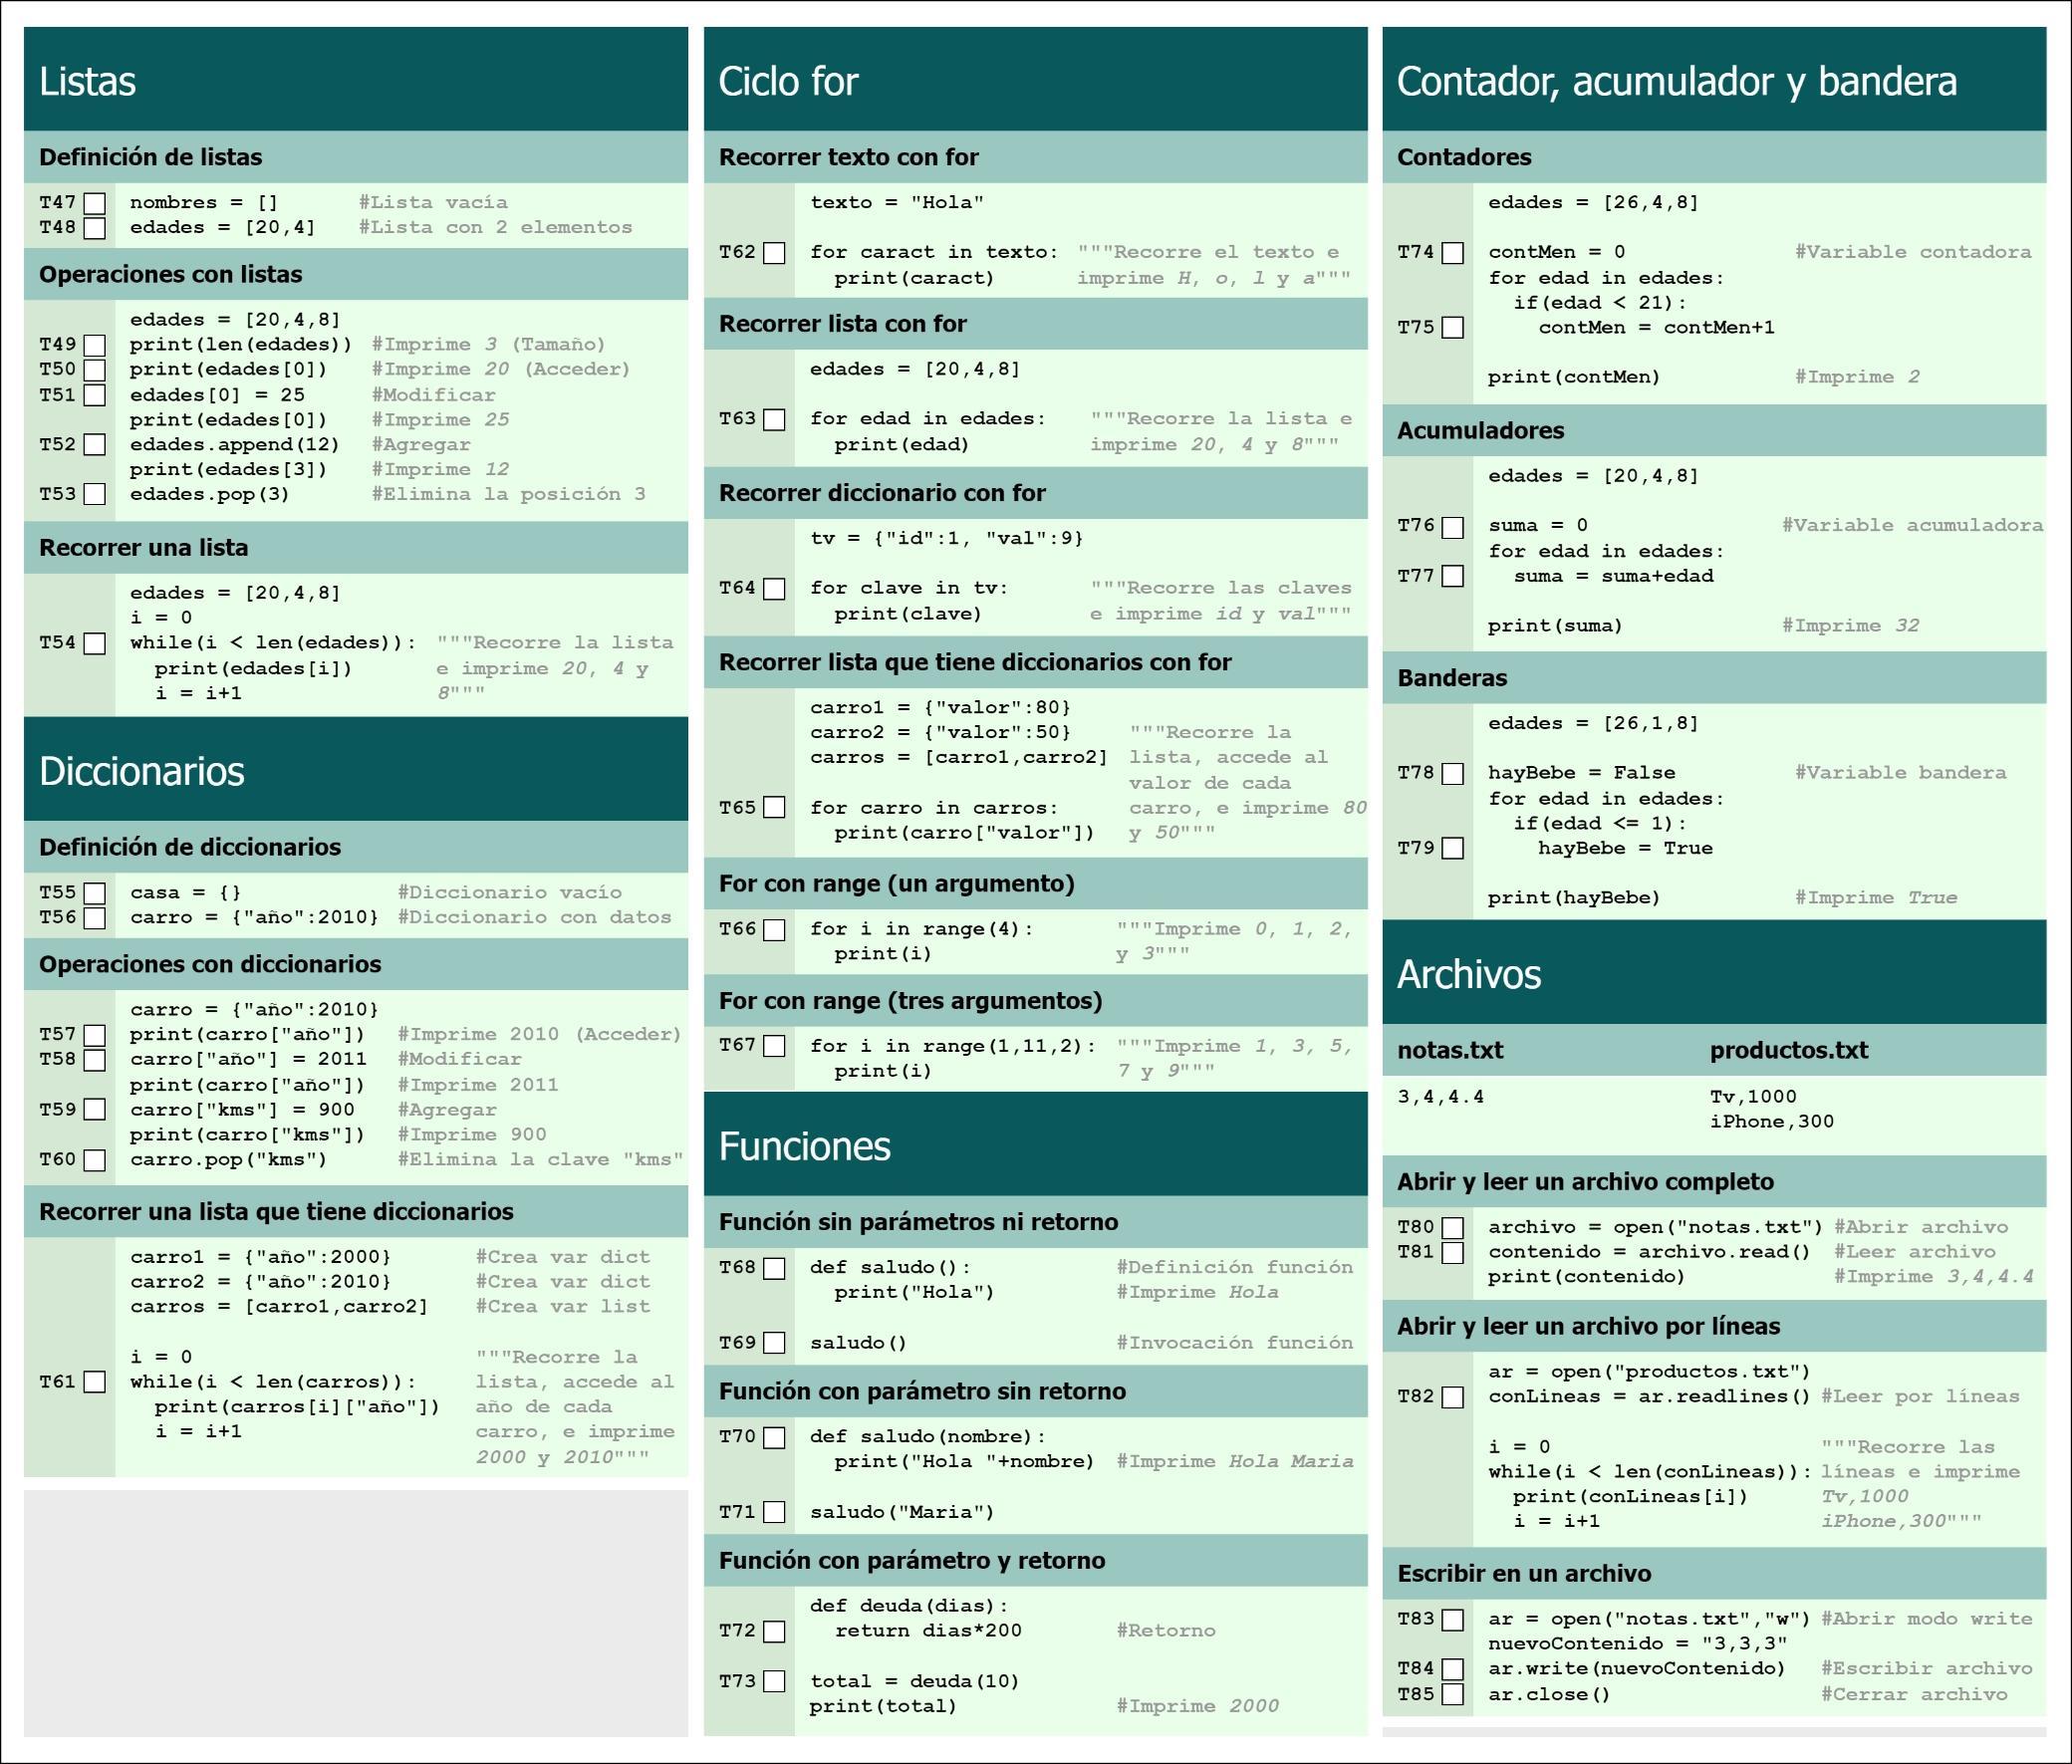 Listas
Definición de listas
T47 nombres = [] #Lista vacía
T48 edades = [20,4] #Lista con 2 elementos
Operaciones con listas
edades = [20,4,8]
T49 print(len(edades)) #Imprime 3 (Tamaño)
T50 print(edades[0]) #Imprime 20 (Acceder)
T51 edades[0] = 25 #Modificar
print(edades[0]) #Imprime 25
T52 edades.append(12) #Agregar
print(edades[3]) #Imprime 12
T53 edades.pop(3) #Elimina la posición 3
Recorrer una lista
edades = [20,4,8]
i = 0
T54 while(i < len(edades)): """Recorre la lista
print(edades[i]) e imprime 20, 4 y
i = i+1 8"""
Diccionarios
Definición de diccionarios
T55 casa = {} #Diccionario vacío
T56 carro = {"año":2010} #Diccionario con datos
Operaciones con diccionarios
carro = {"año":2010}
T57 print(carro["año"]) #Imprime 2010 (Acceder)
T58 carro["año"] = 2011 #Modificar
print(carro["año"]) #Imprime 2011
T59 carro["kms"] = 900 #Agregar
print(carro["kms"]) #Imprime 900
T60 carro.pop("kms") #Elimina la clave "kms"
Recorrer una lista que tiene diccionarios
carro1 = {"año":2000} #Crea var dict
carro2 = {"año":2010} #Crea var dict
carros = [carro1,carro2] #Crea var list
i = 0 """Recorre la
T61 while(i < len(carros)): lista, accede al
print(carros[i]["año"]) año de cada
i = i+1 carro, e imprime
2000 y 2010"""
Ciclo for
Recorrer texto con for
texto = "Hola"
T62 for caract in texto: """Recorre el texto e
print(caract) imprime H, o, l y a"""
Recorrer lista con for
edades = [20,4,8]
T63 for edad in edades: """Recorre la lista e
print(edad) imprime 20, 4 y 8"""
Recorrer diccionario con for
tv = {"id":1, "val":9}
T64 for clave in tv: """Recorre las claves
print(clave) e imprime id y val"""
Recorrer lista que tiene diccionarios con for
carro1 = {"valor":80}
carro2 = {"valor":50} """Recorre la
carros = [carro1,carro2] lista, accede al
valor de cada
T65 for carro in carros: carro, e imprime 80
print(carro["valor"]) y 50"""
For con range (un argumento)
T66 for i in range(4): """Imprime 0, 1, 2,
print(i) y 3"""
For con range (tres argumentos)
T67 for i in range(1,11,2): """Imprime 1, 3, 5,
print(i) 7 y 9"""
Funciones
Función sin parámetros ni retorno
T68 def saludo(): #Definición función
print("Hola") #Imprime Hola
T69 saludo() #Invocación función
Función con parámetro sin retorno
T70 def saludo(nombre):
print("Hola "+nombre) #Imprime Hola Maria
T71 saludo("Maria")
Función con parámetro y retorno
def deuda(dias):
T72 return dias*200 #Retorno
T73 total = deuda(10)
print(total) #Imprime 2000
Contador, acumulador y bandera
Contadores
edades = [26,4,8]
T74 contMen = 0 #Variable contadora
for edad in edades:
if(edad < 21):
T75 contMen = contMen+1
print(contMen) #Imprime 2
Acumuladores
edades = [20,4,8]
T76 suma = 0 #Variable acumuladora
for edad in edades:
T77 suma = suma+edad
print(suma) #Imprime 32
Banderas
edades = [26,1,8]
T78 hayBebe = False #Variable bandera
for edad in edades:
if(edad <= 1):
T79 hayBebe = True
print(hayBebe) #Imprime True
Archivos
notas.txt productos.txt
3,4,4.4 Tv,1000
iPhone,300
Abrir y leer un archivo completo
T80 archivo = open("notas.txt") #Abrir archivo
T81 contenido = archivo.read() #Leer archivo
print(contenido) #Imprime 3,4,4.4
Abrir y leer un archivo por líneas
ar = open("productos.txt")
T82 conLineas = ar.readlines() #Leer por líneas
i = 0 """Recorre las
while(i < len(conLineas)): líneas e imprime
print(conLineas[i]) Tv,1000
i = i+1 iPhone,300"""
Escribir en un archivo
T83 ar = open("notas.txt","w") #Abrir modo write
nuevoContenido = "3,3,3"
T84 ar.write(nuevoContenido) #Escribir archivo
T85 ar.close() #Cerrar archivo